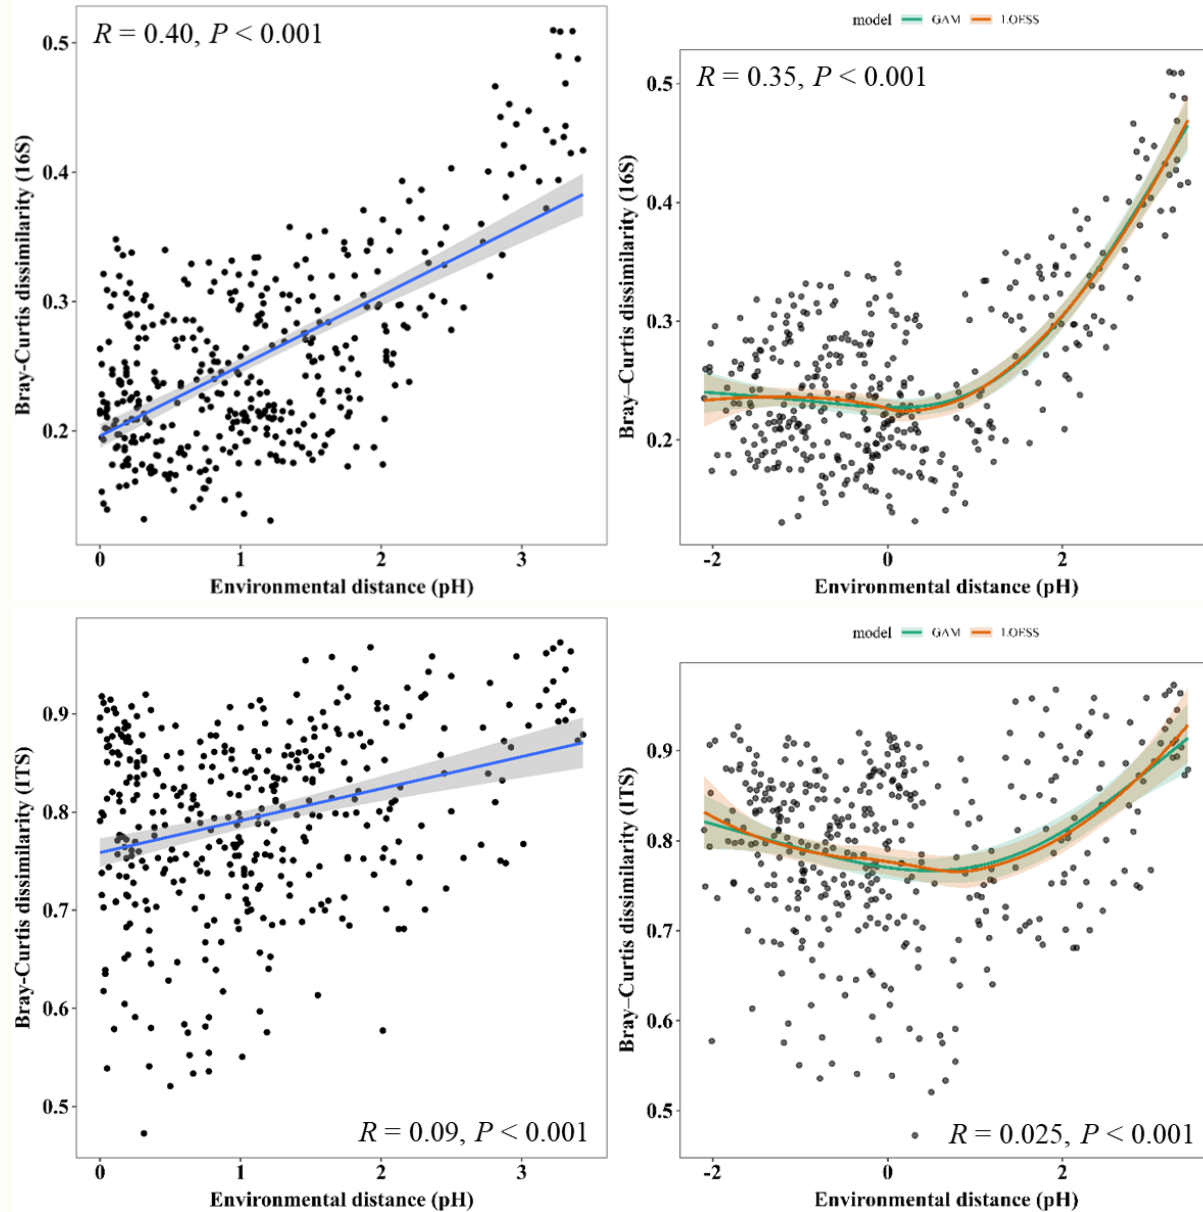 R = 0.40, P < 0.001
Bray-Curtis dissimilarity (16S)
0.5
0.4
0.3
0.2
0 1 2 3
Environmental distance (pH)
model GAM LOESS
R = 0.35, P < 0.001
Bray–Curtis dissimilarity (16S)
0.5
0.4
0.3
0.2
-2 0 2
Environmental distance (pH)
Bray-Curtis dissimilarity (ITS)
0.9
0.8
0.7
0.6
0.5
R = 0.09, P < 0.001
0 1 2 3
Environmental distance (pH)
model GAM LOESS
Bray–Curtis dissimilarity (ITS)
0.9
0.8
0.7
0.6
0.5
R = 0.025, P < 0.001
-2 0 2
Environmental distance (pH)